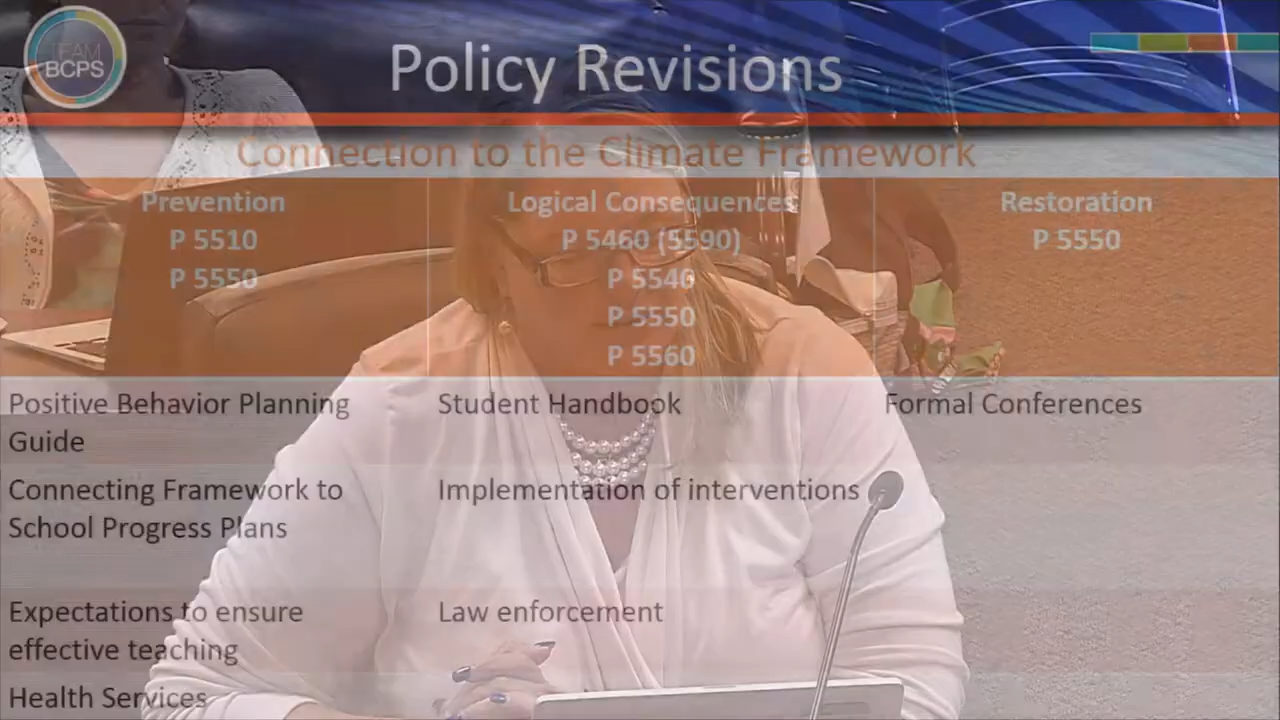 TEAM
BCPS
Policy Revisions
Connection to the Climate Framework
Prevention
P 5510
P 5550
Logical Consequences
P 5460 (5590)
P 5540
P 5550
P 5560
Restoration
P 5550
Positive Behavior Planning
Guide
Student Handbook
Formal Conferences
Connecting Framework to
School Progress Plans
Implementation of interventions
Expectations to ensure
effective teaching
Law enforcement
Health Services